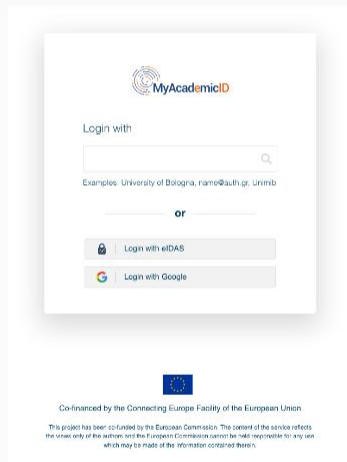 MyAcademicID
Login with
Examples: University of Bologna, name@auth.gr, Unimib
or
Login with eIDAS
Login with Google
Co-financed by the Connecting Europe Facility of the European Union
This project has been co-funded by the European Commission. The content of the service reflects
the views only of the authors and the European Commission cannot be held responsible for any use
which may be made of the information contained therein.